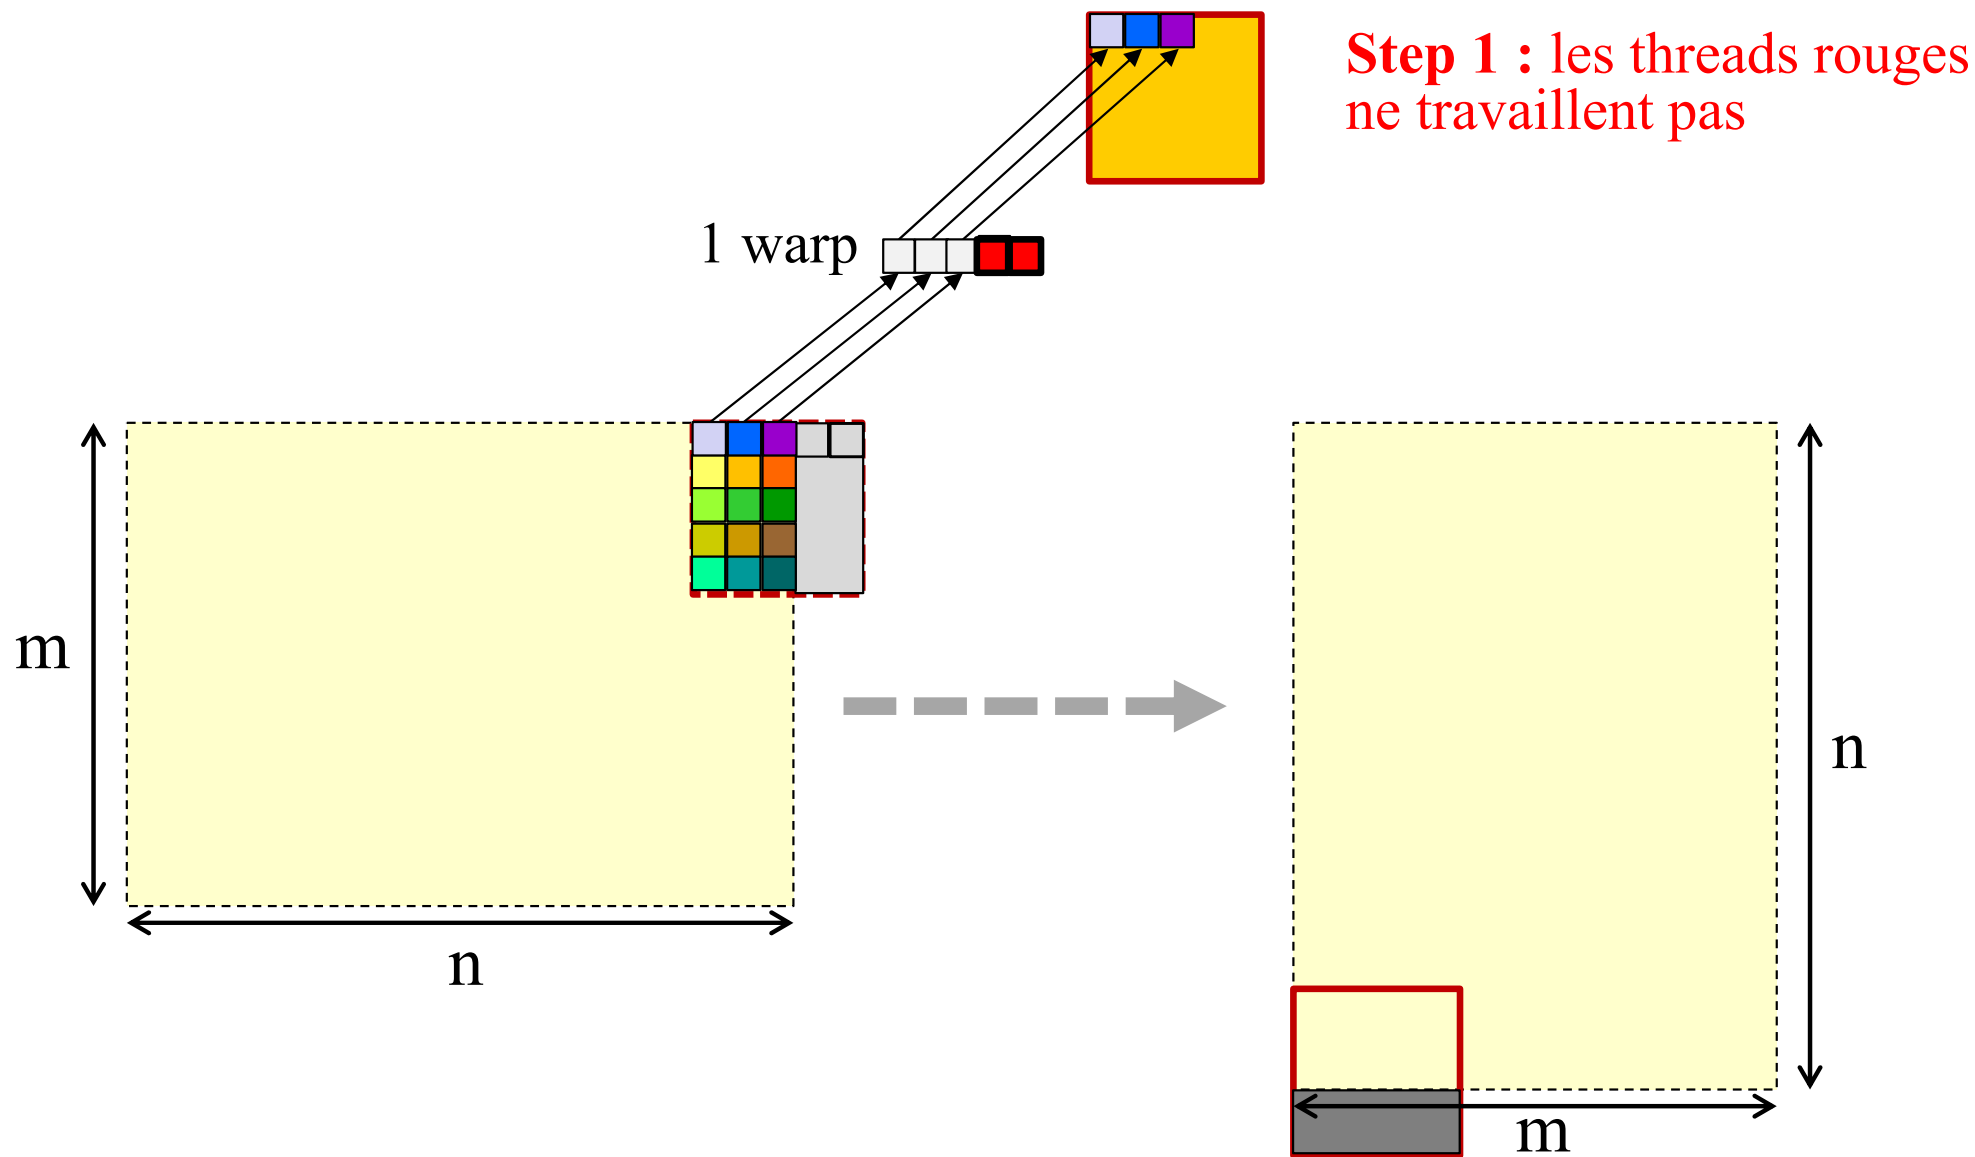 Step 1 : les threads rouges
ne travaillent pas
1 warp
m
n
n
m